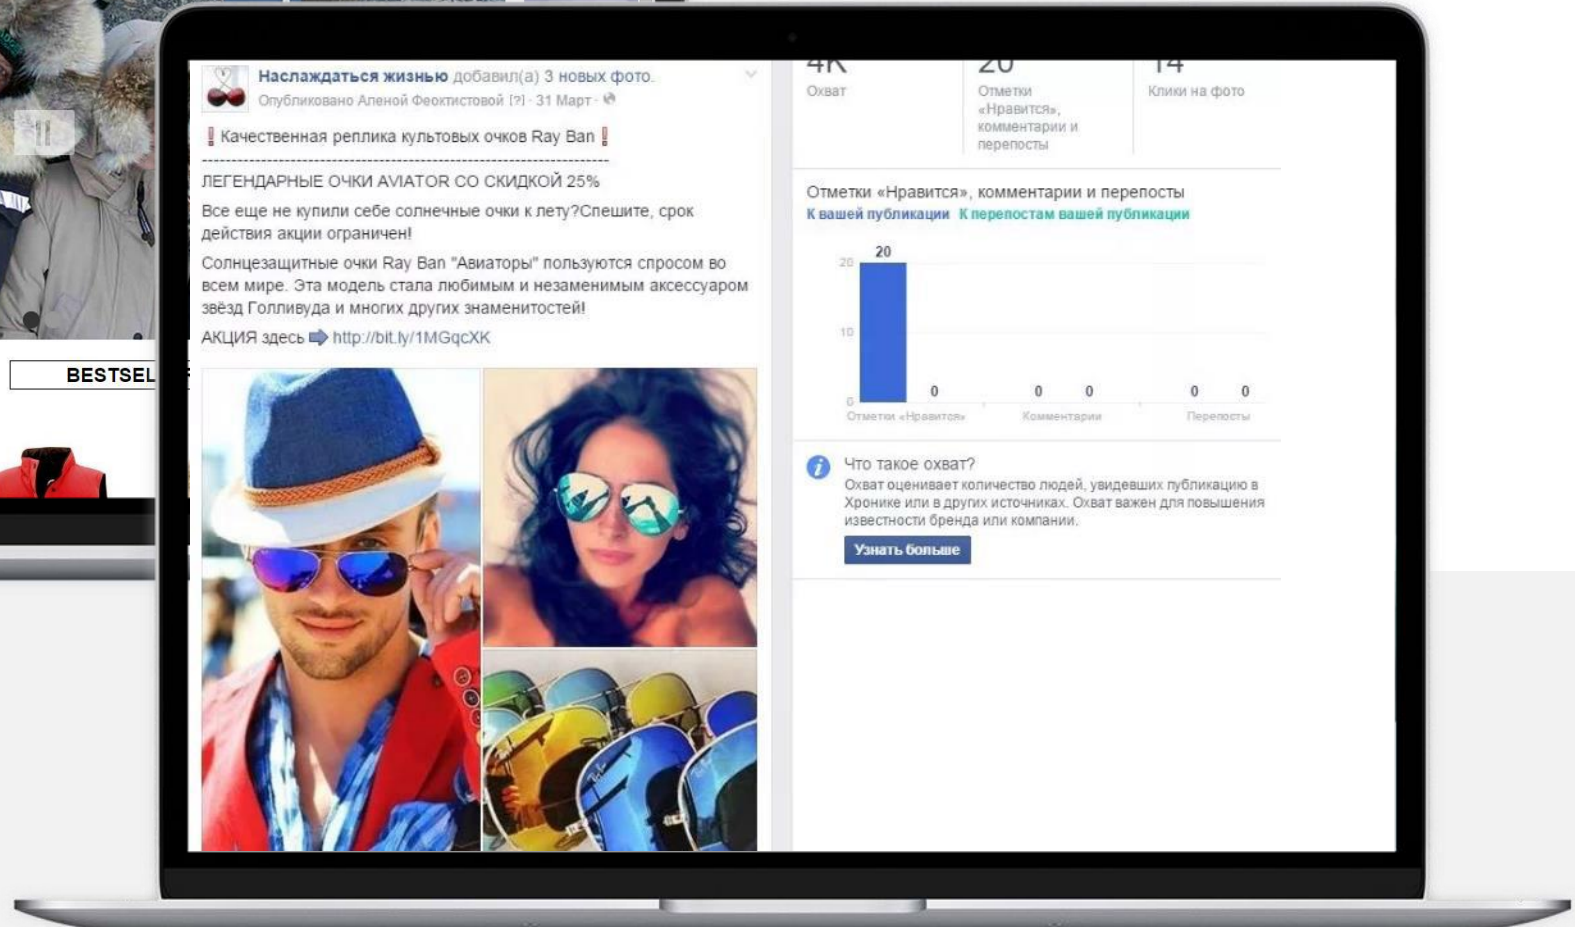 Наслаждаться жизнью добавил(а) 3 новых фото.
Опубликовано Аленой Феоктистовой [?] · 31 Март ·
❗ Качественная реплика культовых очков Ray Ban ❗
--------------------------------------------------------------------
ЛЕГЕНДАРНЫЕ ОЧКИ AVIATOR СО СКИДКОЙ 25%
Все еще не купили себе солнечные очки к лету?Спешите, срок
действия акции ограничен!
Солнцезащитные очки Ray Ban "Авиаторы" пользуются спросом во
всем мире. Эта модель стала любимым и незаменимым аксессуаром
звёзд Голливуда и многих других знаменитостей!
АКЦИЯ здесь ➡ http://bit.ly/1MGqcXK
4K
Охват
20
Отметки
«Нравится»,
комментарии и
перепосты
14
Клики на фото
Отметки «Нравится», комментарии и перепосты
К вашей публикации К перепостам вашей публикации
20
20
10
0
0
0 0
0 0
Отметки «Нравится»
Комментарии
Перепосты
Что такое охват?
Охват оценивает количество людей, увидевших публикацию в
Хронике или в других источниках. Охват важен для повышения
известности бренда или компании.
Узнать больше
BESTSEL
Ray-Ban